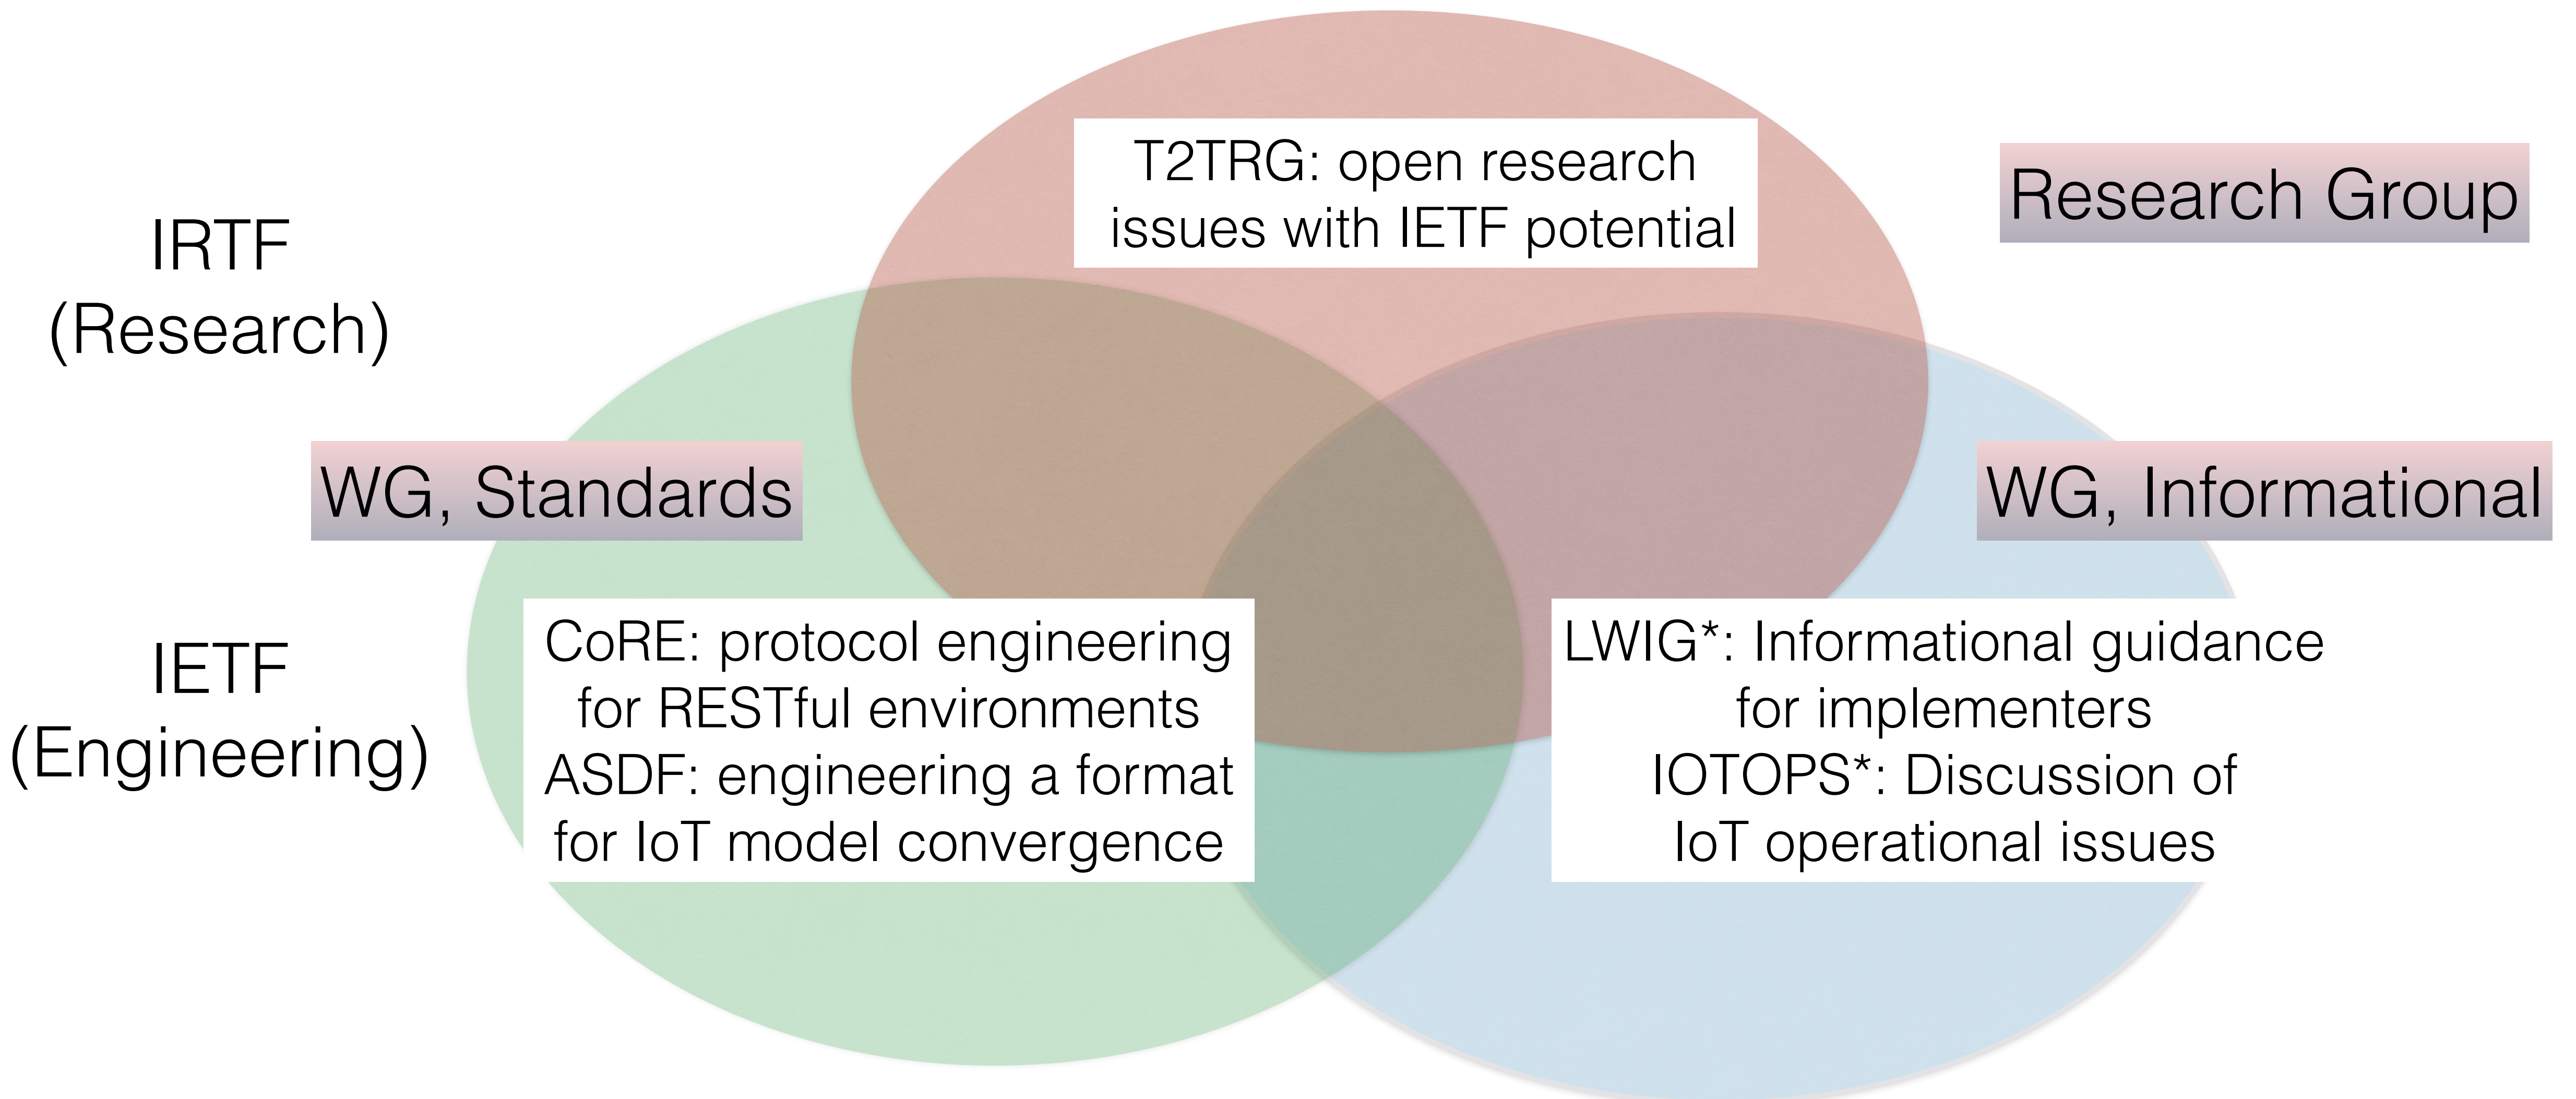 T2TRG: open research
issues with IETF potential
Research Group
IRTF
(Research)
WG, Standards
WG, Informational
IETF
(Engineering)
CoRE: protocol engineering
for RESTful environments
ASDF: engineering a format
for IoT model convergence
LWIG*: Informational guidance
for implementers
IOTOPS*: Discussion of
IoT operational issues